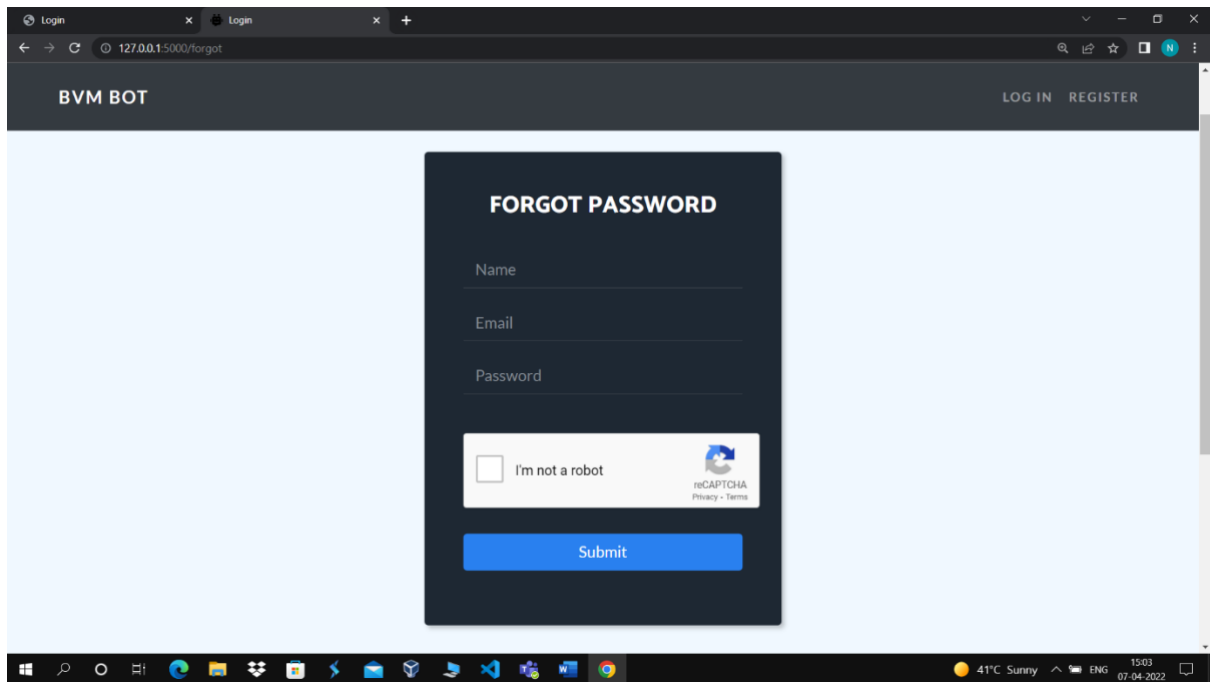 Login
Login
127.0.0.1:5000/forgot
N
BVM BOT
LOG IN REGISTER
FORGOT PASSWORD
Name
Email
Password
I'm not a robot
reCAPTCHA
Privacy - Terms
Submit
41°C Sunny
ENG
15:03
07-04-2022